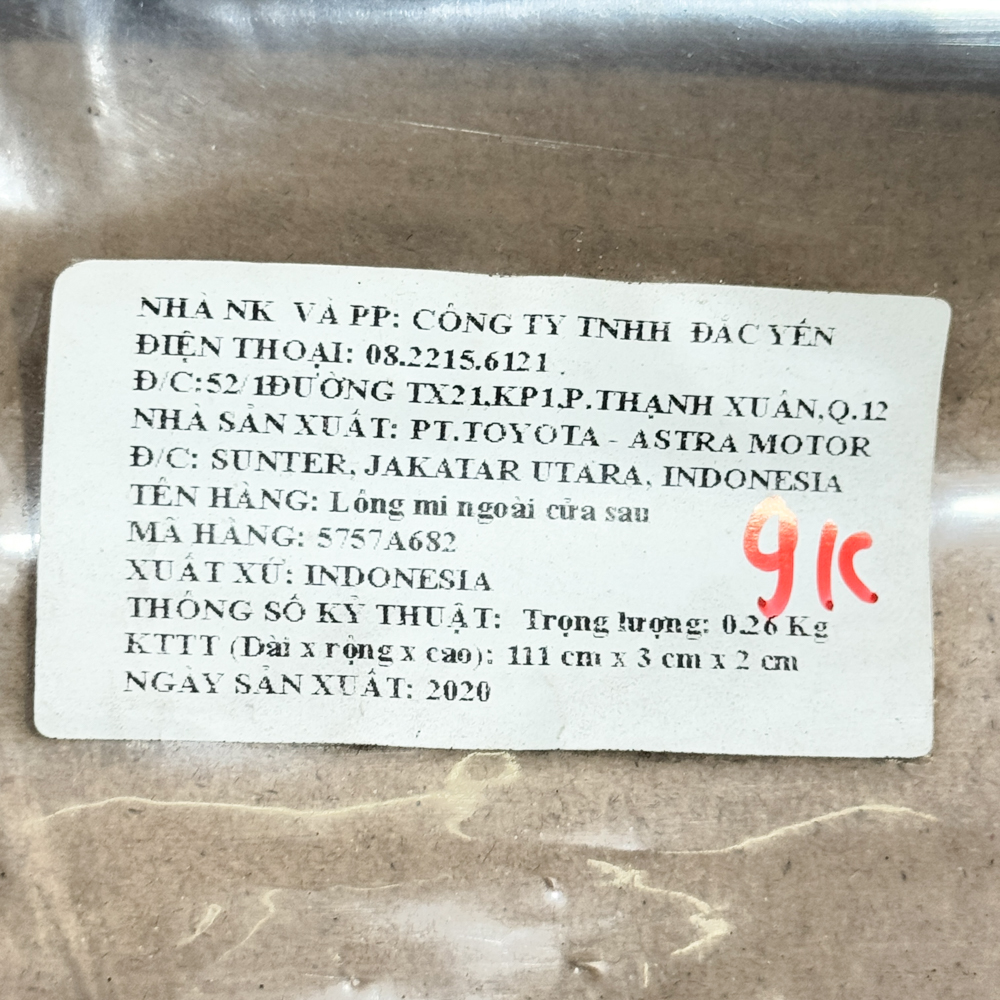 NHÀ NK VÀ PP: CÔNG TY TNHH ĐẮC YẾN
ĐIỆN THOẠI: 08.2215.6121
Đ/C:52/1ĐƯỜNG TX21,KP1,P.THẠNH XUÂN,Q.12
NHÀ SẢN XUẤT: PT.TOYOTA - ASTRA MOTOR
Đ/C: SUNTER, JAKATAR UTARA, INDONESIA
TÊN HÀNG: Lông mi ngoài cửa sau
MÃ HÀNG: 5757A682
XUẤT XỨ: INDONESIA
9K
THÔNG SỐ KỸ THUẬT: Trọng lượng: 0.26 Kg
KTTT (Dài x rộng x cao): 111 cm x 3 cm x 2 cm
NGÀY SẢN XUẤT: 2020